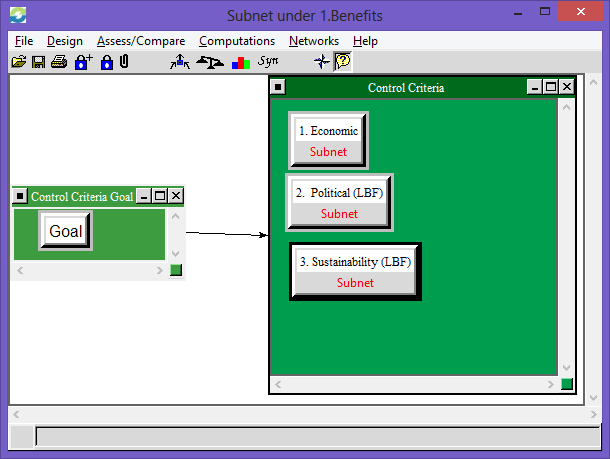 Subnet under 1.Benefits
File Design Assess/Compare Computations Networks Help
Syn
Control Criteria
1. Economic
Subnet
2. Political (LBF)
Subnet
3. Sustainability (LBF)
Subnet
Control Criteria Goal
Goal